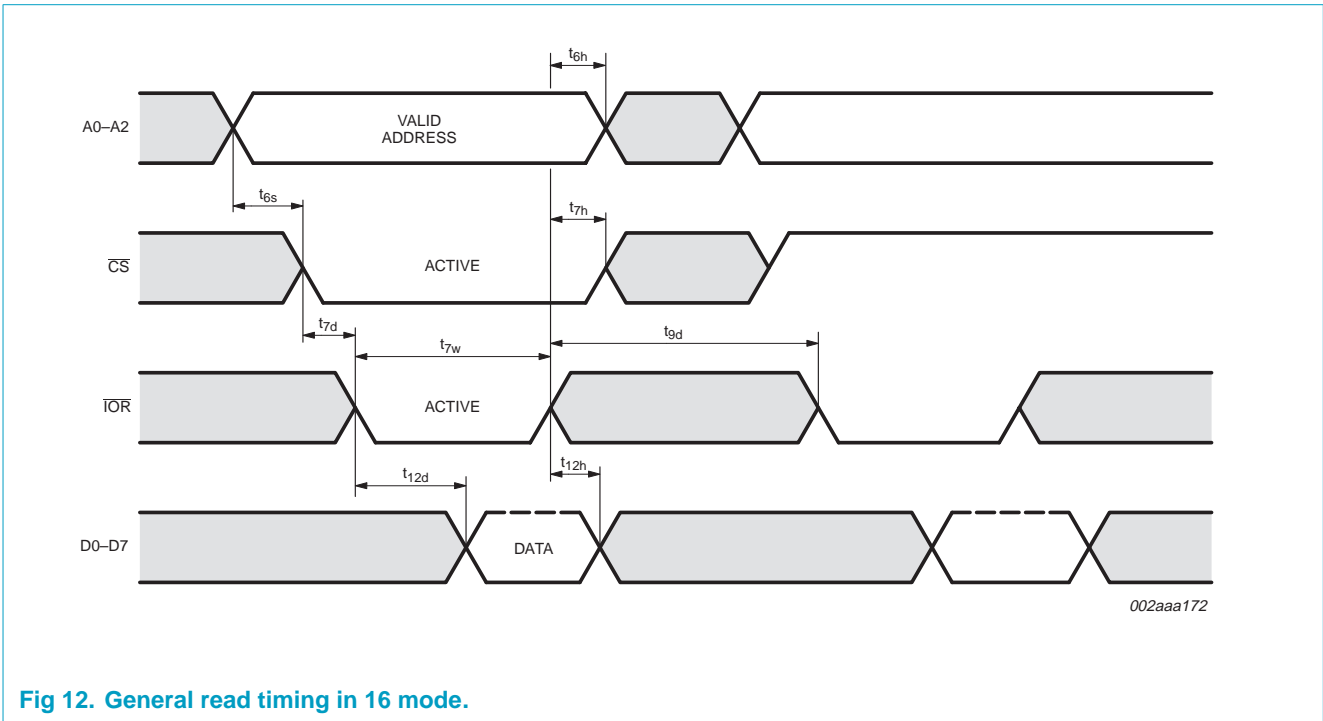 t6h
A0–A2
VALID
ADDRESS
t6s
t7h
CS
ACTIVE
t7d
t7w
t9d
IOR
ACTIVE
t12d
t12h
D0–D7
DATA
002aaa172
Fig 12. General read timing in 16 mode.